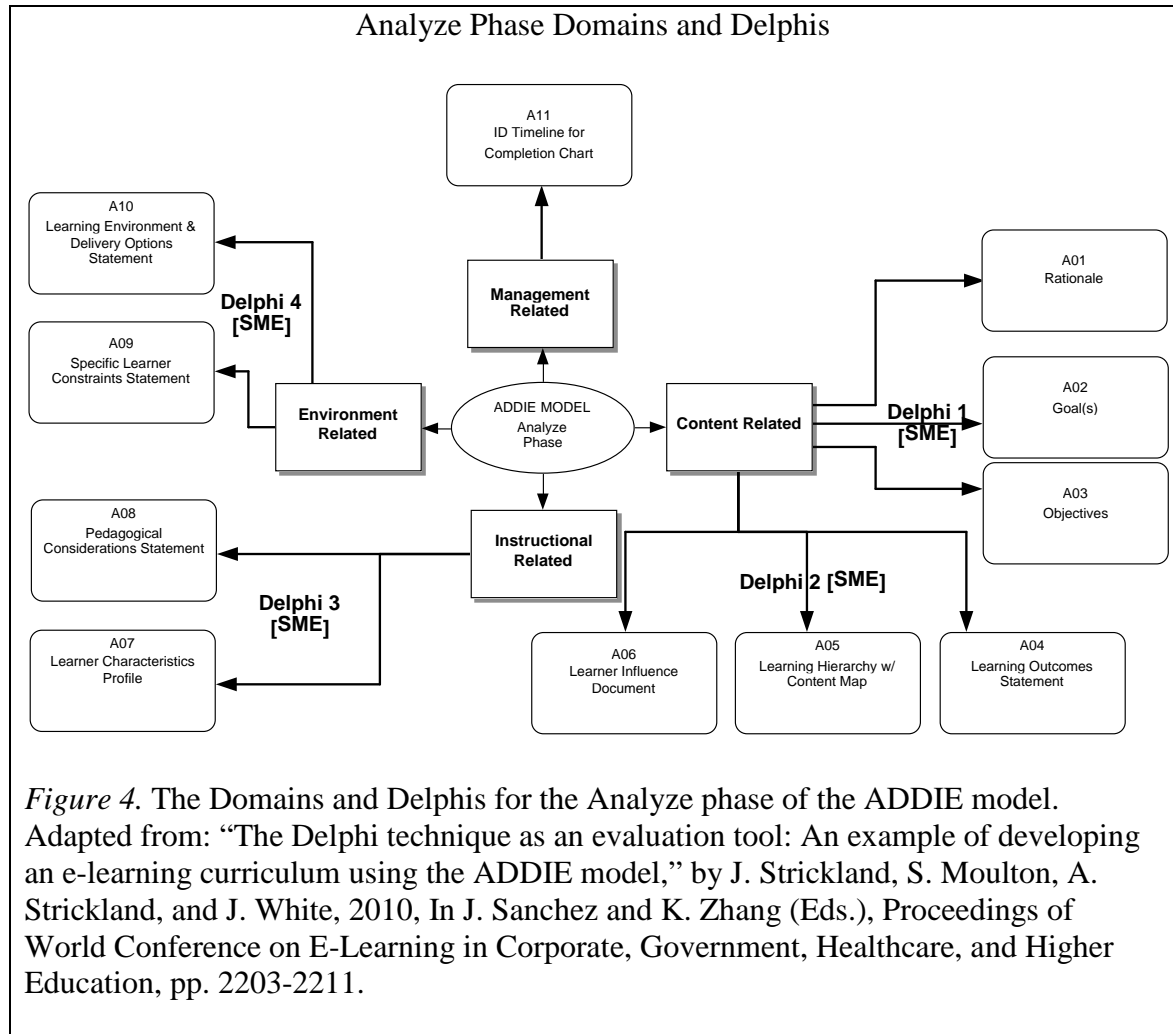 Analyze Phase Domains and Delphis
A11
ID Timeline for
Completion Chart
A10
Learning Environment &
Delivery Options
Statement
A01
Rationale
Management
Related
Delphi 4
[SME]
A09
Specific Learner
Constraints Statement
A02
Goal(s)
Environment
Related
ADDIE MODEL
Analyze
Phase
Content Related
Delphi 1
[SME]
A03
Objectives
A08
Pedagogical
Considerations Statement
Instructional
Related
Delphi 3
[SME]
Delphi 2 [SME]
A07
Learner Characteristics
Profile
A06
Learner Influence
Document
A05
Learning Hierarchy w/
Content Map
A04
Learning Outcomes
Statement
Figure 4. The Domains and Delphis for the Analyze phase of the ADDIE model.
Adapted from: “The Delphi technique as an evaluation tool: An example of developing
an e-learning curriculum using the ADDIE model,” by J. Strickland, S. Moulton, A.
Strickland, and J. White, 2010, In J. Sanchez and K. Zhang (Eds.), Proceedings of
World Conference on E-Learning in Corporate, Government, Healthcare, and Higher
Education, pp. 2203-2211.